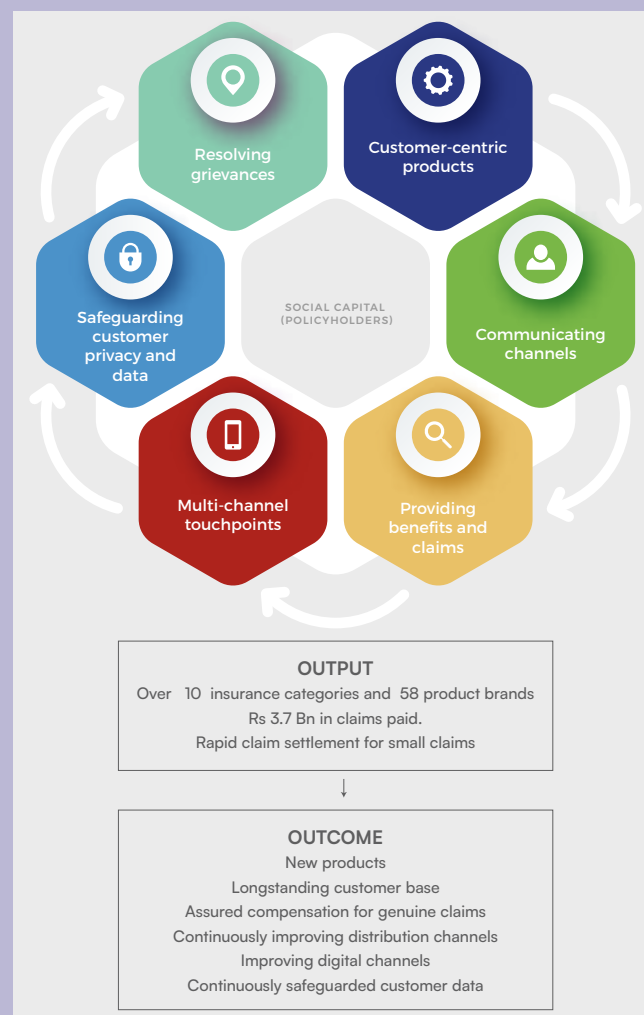 Resolving
grievances
Customer-centric
products
Safeguarding
customer
privacy and
data
SOCIAL CAPITAL
(POLICYHOLDERS)
Communicating
channels
Multi-channel
touchpoints
Providing
benefits and
claims
OUTPUT
Over 10 insurance categories and 58 product brands
Rs 3.7 Bn in claims paid.
Rapid claim settlement for small claims
↓
OUTCOME
New products
Longstanding customer base
Assured compensation for genuine claims
Continuously improving distribution channels
Improving digital channels
Continuously safeguarded customer data